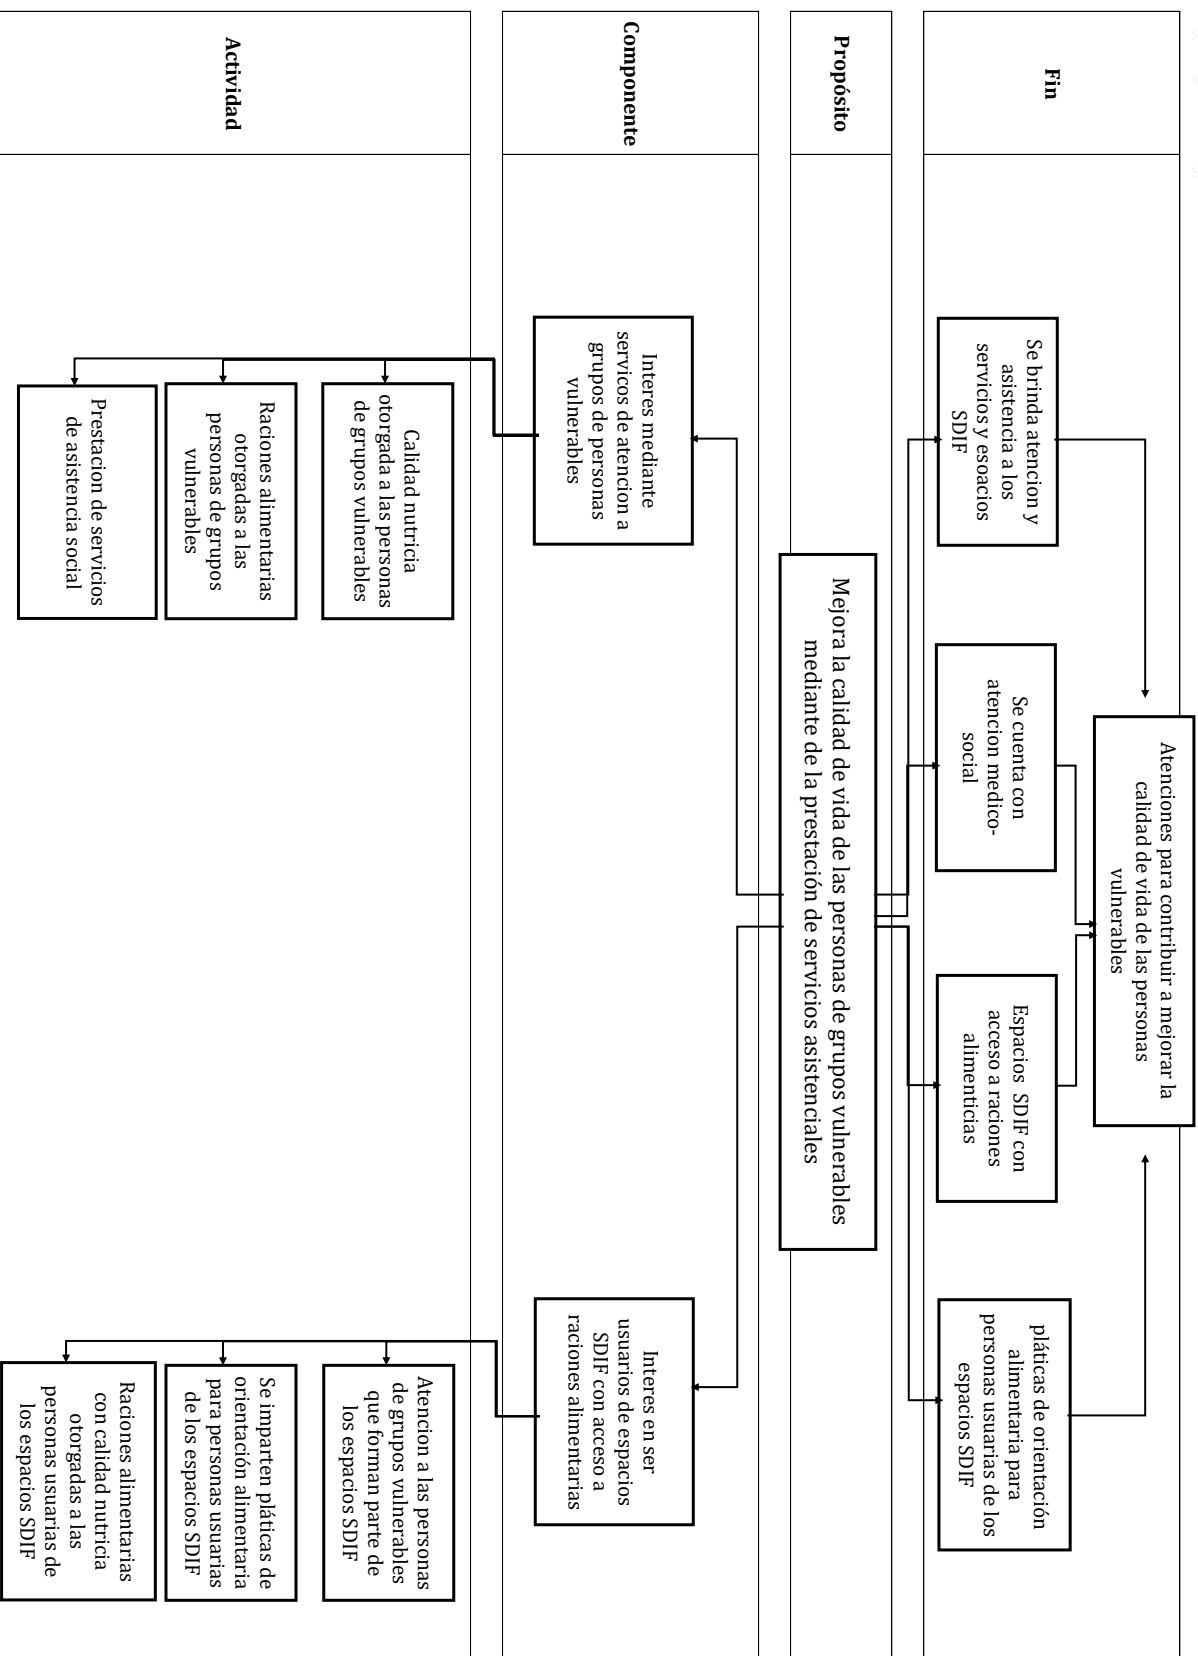 Fin
Atenciones para contribuir a mejorar la
calidad de vida de las personas
vulnerables
Se brinda atencion y
asistencia a los
servicios y esoacios
SDIF
Se cuenta con
atencion medico-
social
Espacios SDIF con
acceso a raciones
alimenticias
pláticas de orientación
alimentaria para
personas usuarias de los
espacios SDIF
Propósito
Mejora la calidad de vida de las personas de grupos vulnerables
mediante de la prestación de servicios asistenciales
Componente
Interes mediante
servicos de atencion a
grupos de personas
vulnerables
Interes en ser
usuarios de espacios
SDIF con acceso a
raciones alimentarias
Actividad
Calidad nutricia
otorgada a las personas
de grupos vulnerables
Raciones alimentarias
otorgadas a las
personas de grupos
vulnerables
Prestacion de servicios
de asistencia social
Atencion a las personas
de grupos vulnerables
que forman parte de
los espacios SDIF
Se imparten pláticas de
orientación alimentaria
para personas usuarias
de los espacios SDIF
Raciones alimentarias
con calidad nutricia
otorgadas a las
personas usuarias de
los espacios SDIF